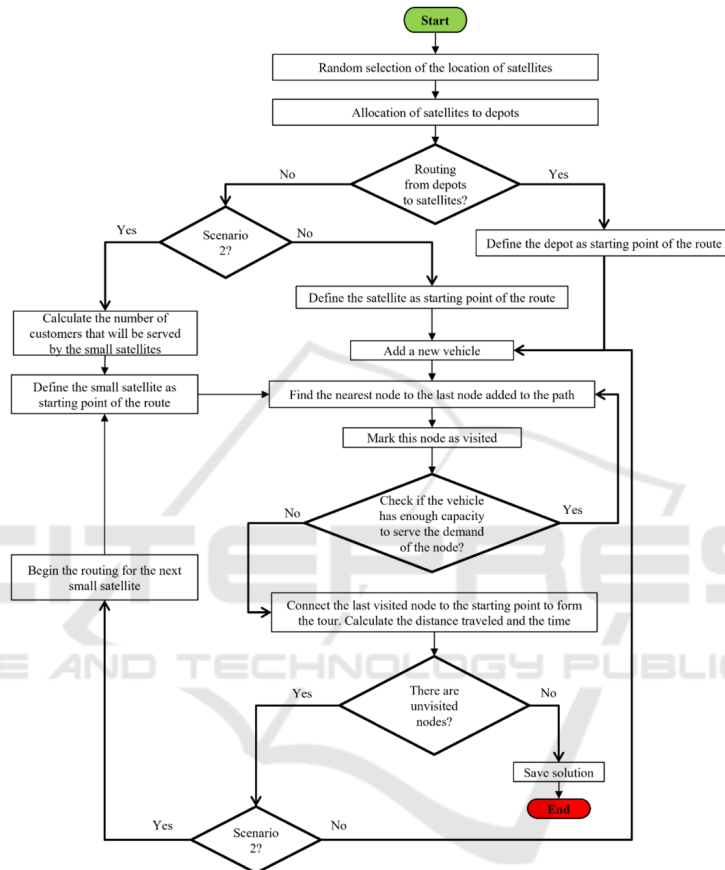 Start
Random selection of the location of satellites
Allocation of satellites to depots
Routing
from depots
to satellites?
No
Yes
Scenario
2?
Yes
No
Define the depot as starting point of the route
Define the satellite as starting point of the route
Calculate the number of
customers that will be served
by the small satellites
Add a new vehicle
Define the small satellite as
starting point of the route
Find the nearest node to the last node added to the path
Mark this node as visited
Check if the vehicle
has enough capacity
to serve the demand
of the node?
No
Yes
Begin the routing for the next
small satellite
Connect the last visited node to the starting point to form
the tour. Calculate the distance traveled and the time
There are
unvisited
nodes?
Yes
No
Save solution
End
Scenario
2?
Yes
No
CITEPRES
E AND TECHNOLOGY PUBLIC